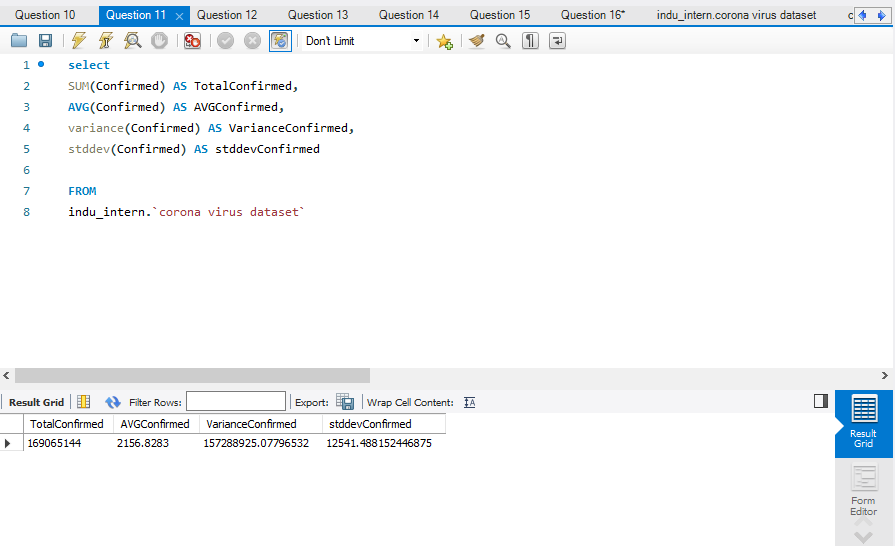 Question 10 Question 11 Question 12 Question 13 Question 14 Question 15 Question 16* indu_intern.corona virus dataset c
Don't Limit
1 select
2 SUM(Confirmed) AS TotalConfirmed,
3 AVG(Confirmed) AS AVGConfirmed,
4 variance(Confirmed) AS VarianceConfirmed,
5 stddev(Confirmed) AS stddevConfirmed
6
7 FROM
8 indu_intern.`corona virus dataset`
Result Grid Filter Rows: Export: Wrap Cell Content:
TotalConfirmed AVGConfirmed VarianceConfirmed stddevConfirmed
169065144 2156.8283 157288925.07796532 12541.488152446875
Result
Grid
Form
Editor